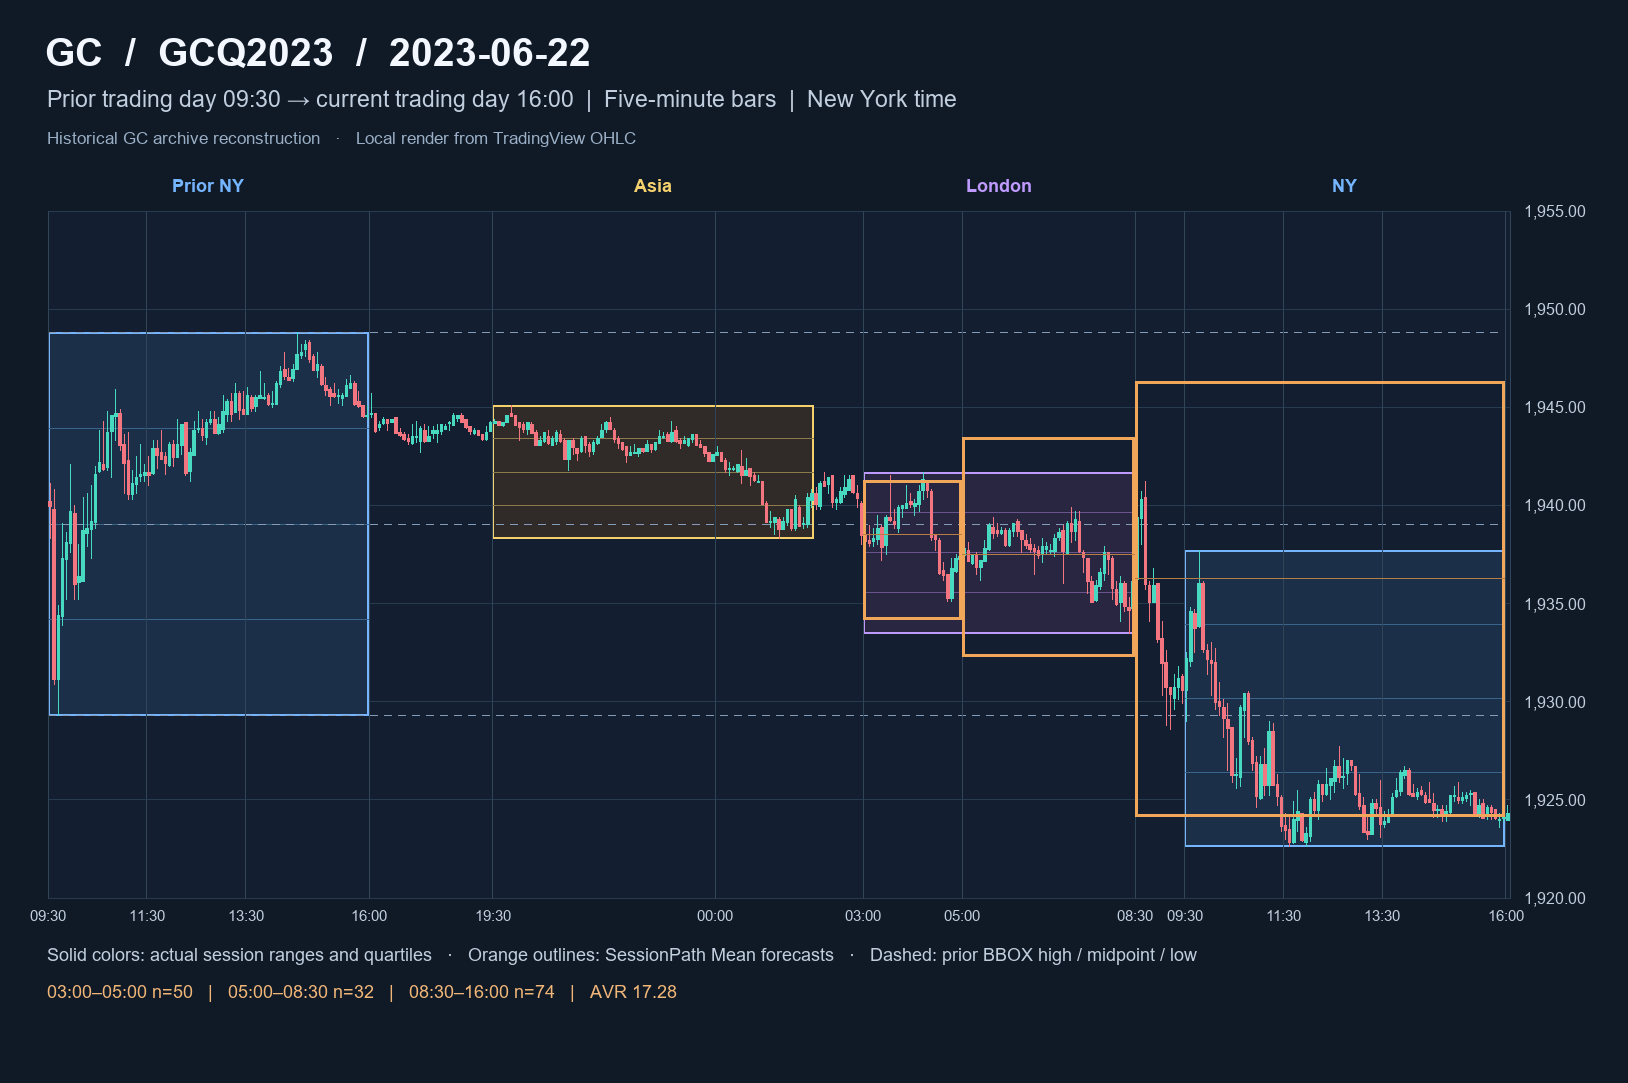 GC / GCQ2023 / 2023-06-22
Prior trading day 09:30 → current trading day 16:00 | Five-minute bars | New York time
Historical GC archive reconstruction · Local render from TradingView OHLC
Prior NY Asia London NY
1,955.00
1,950.00
1,945.00
1,940.00
1,935.00
1,930.00
1,925.00
1,920.00
09:30 11:30 13:30 16:00 19:30 00:00 03:00 05:00 08:30 09:30 11:30 13:30 16:00
Solid colors: actual session ranges and quartiles · Orange outlines: SessionPath Mean forecasts · Dashed: prior BBOX high / midpoint / low
03:00–05:00 n=50 | 05:00–08:30 n=32 | 08:30–16:00 n=74 | AVR 17.28